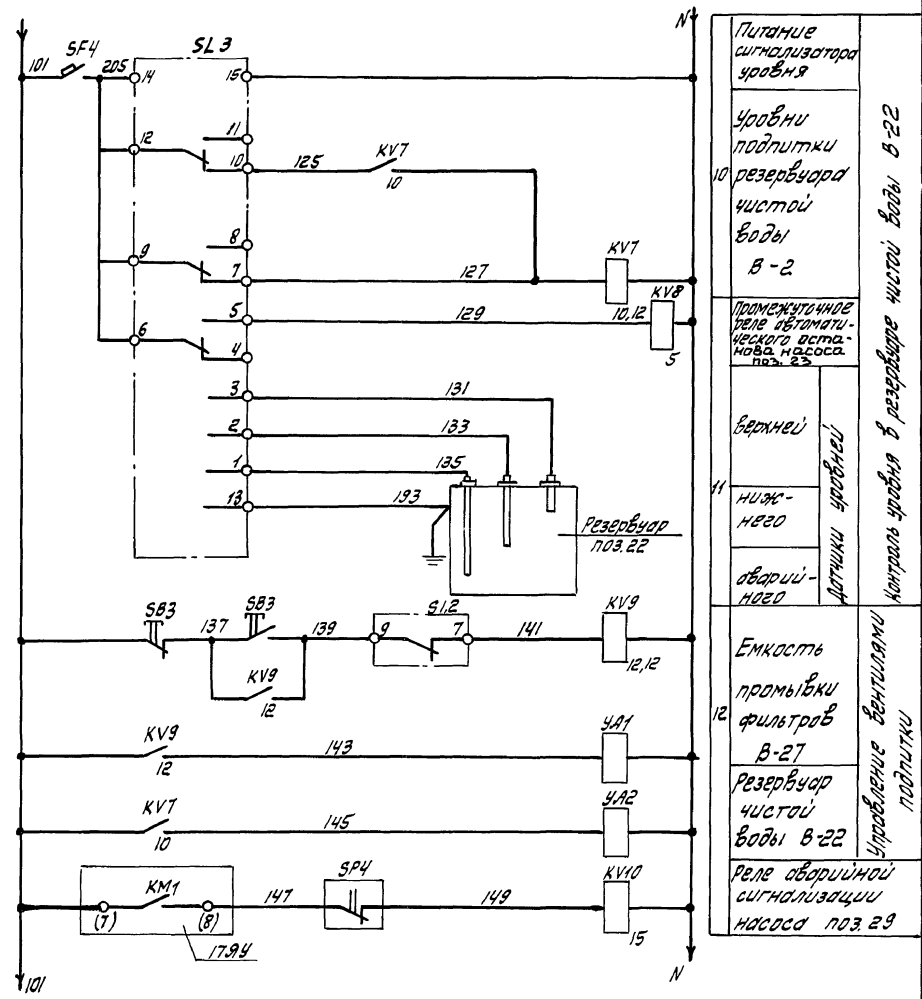 N
101
SF4
205
SL3
14
15
12
11
10
125
KV7
10
9
8
7
127
KV7
10,12
KV8
5
5
129
6
4
3
131
2
133
1
135
13
193
Резервуар
поз.22
SB3
137
SB3
139
SL2
9
7
141
KV9
12,12
KV9
12
KV9
12
143
YA1
KV7
10
145
YA2
KM1
(7)
(8)
179У
147
SP4
149
KV10
15
101
N
Питание
сигнализатора
уровня
10
Уровни
подпитки
резервуара
чистой
воды
В-2
Промежуточное
реле автомати-
ческого оста-
нова насоса
поз. 23
11
верхней
ниж-
него
аварий-
ного
Датчики уровней
Контроль уровня в резервуаре чистой воды В-22
12
Емкость
промывки
фильтров
В-27
Резервуар
чистой
воды В-22
Управление вентилями
подпитки
Реле аварийной
сигнализации
насоса поз.29